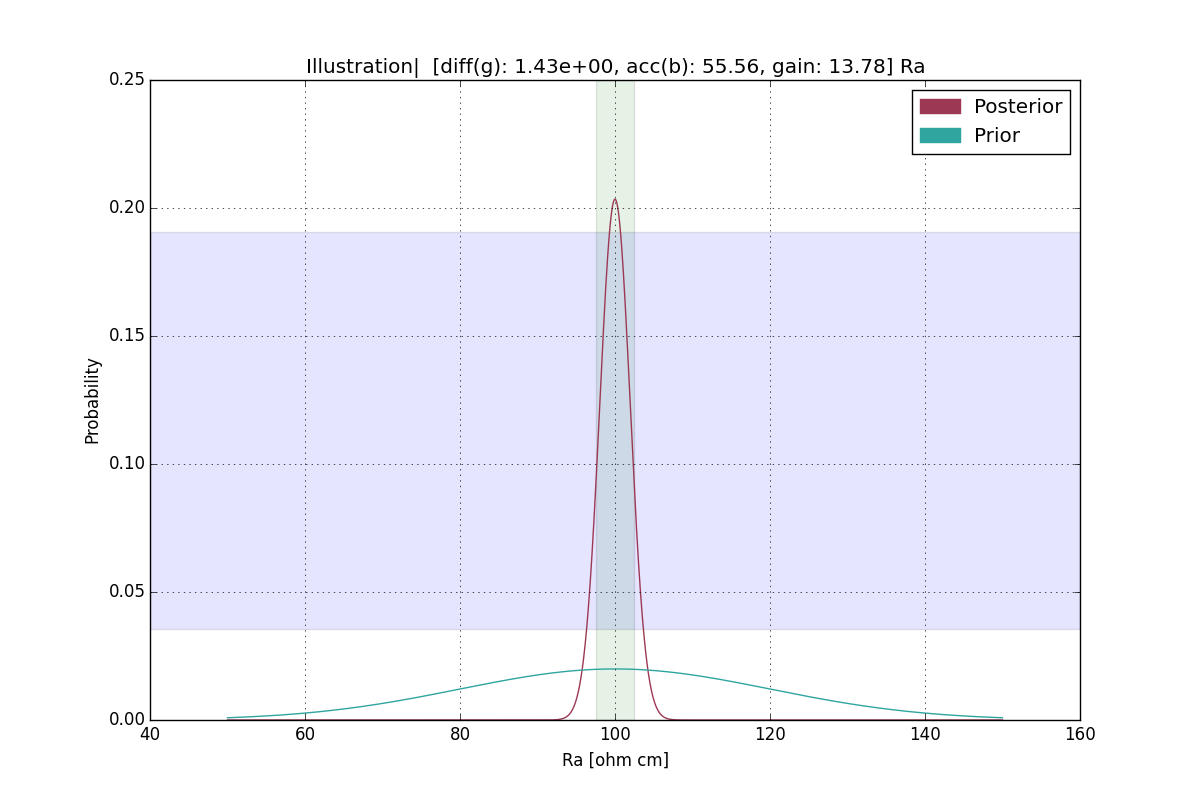 Illustration|  [diff(g): 1.43e+00, acc(b): 55.56, gain: 13.78] Ra
0.25
0.20
0.15
0.10
0.05
0.00
Probability
Posterior
Prior
40 60 80 100 120 140 160
Ra [ohm cm]